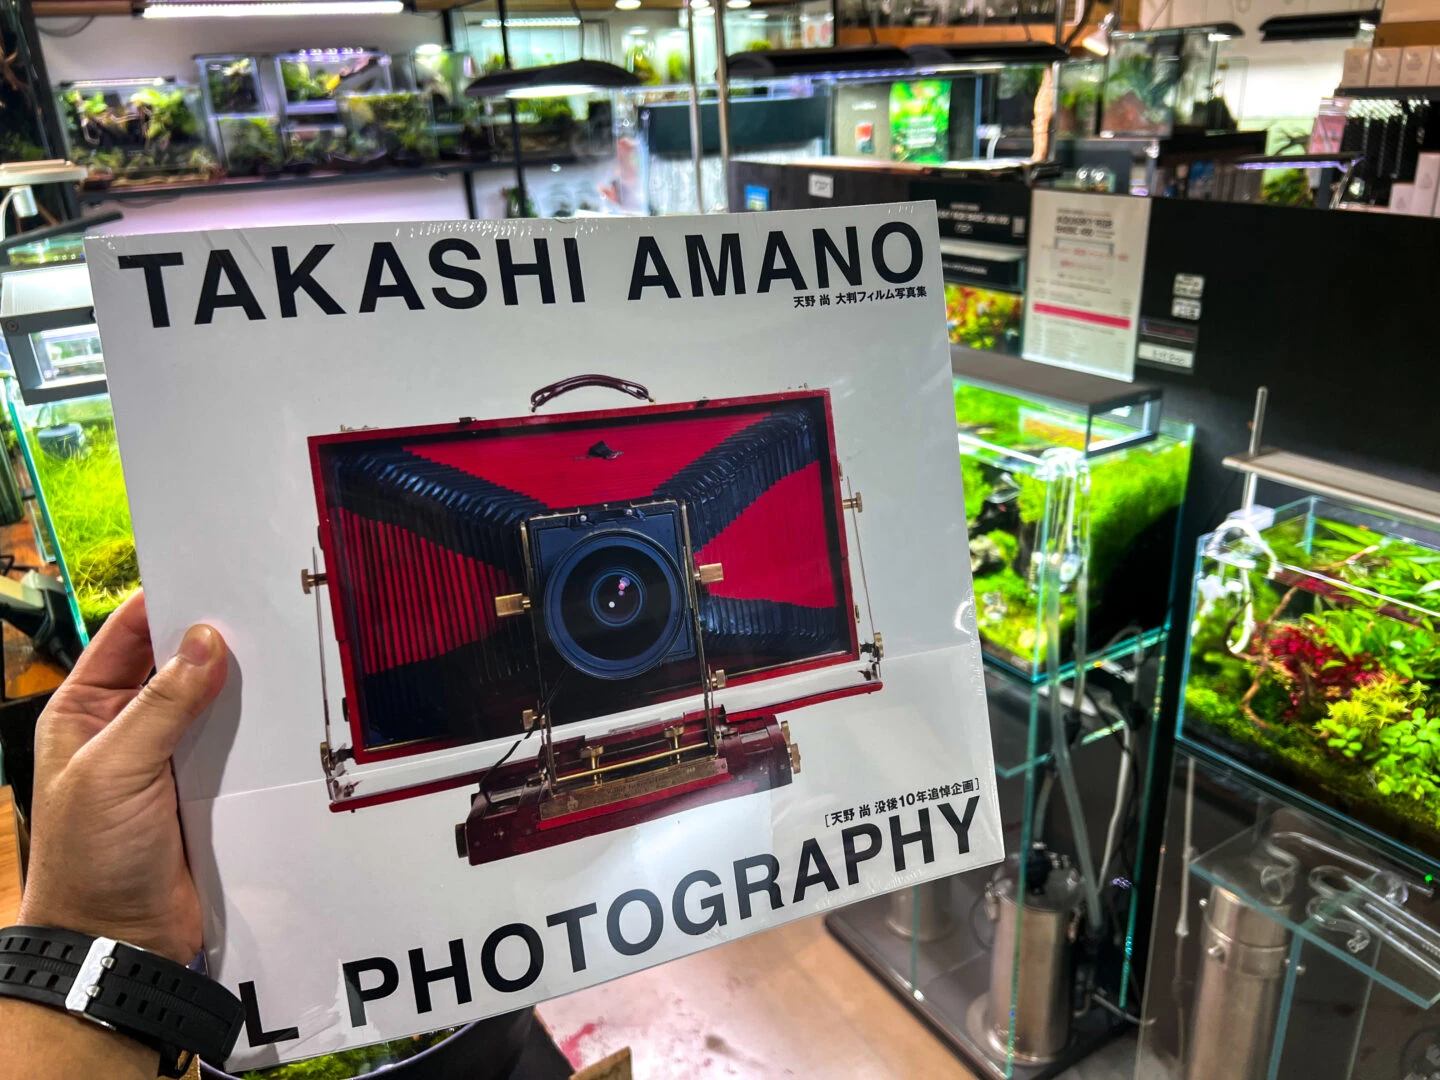 TAKASHI AMANO
天野 尚 大判フィルム写真集
[天野 尚 没後10年追悼企画]
L PHOTOGRAPHY